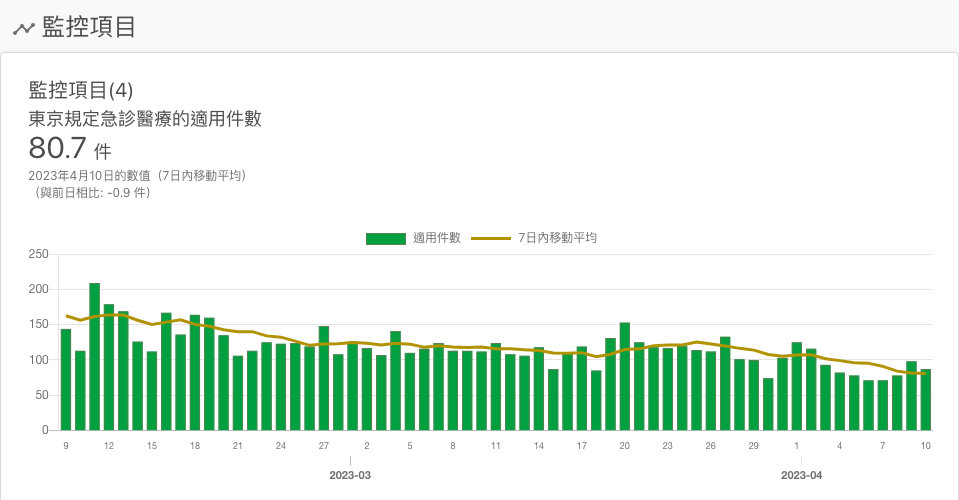 監控項目
監控項目(4)
東京規定急診醫療的適用件數
80.7 件
2023年4月10日的數值（7日內移動平均）
（與前日相比: -0.9 件）
適用件數 7日內移動平均
250
200
150
100
50
0
9 12 15 18 21 24 27 2 5 8 11 14 17 20 23 26 29 1 4 7 10
2023-03 2023-04